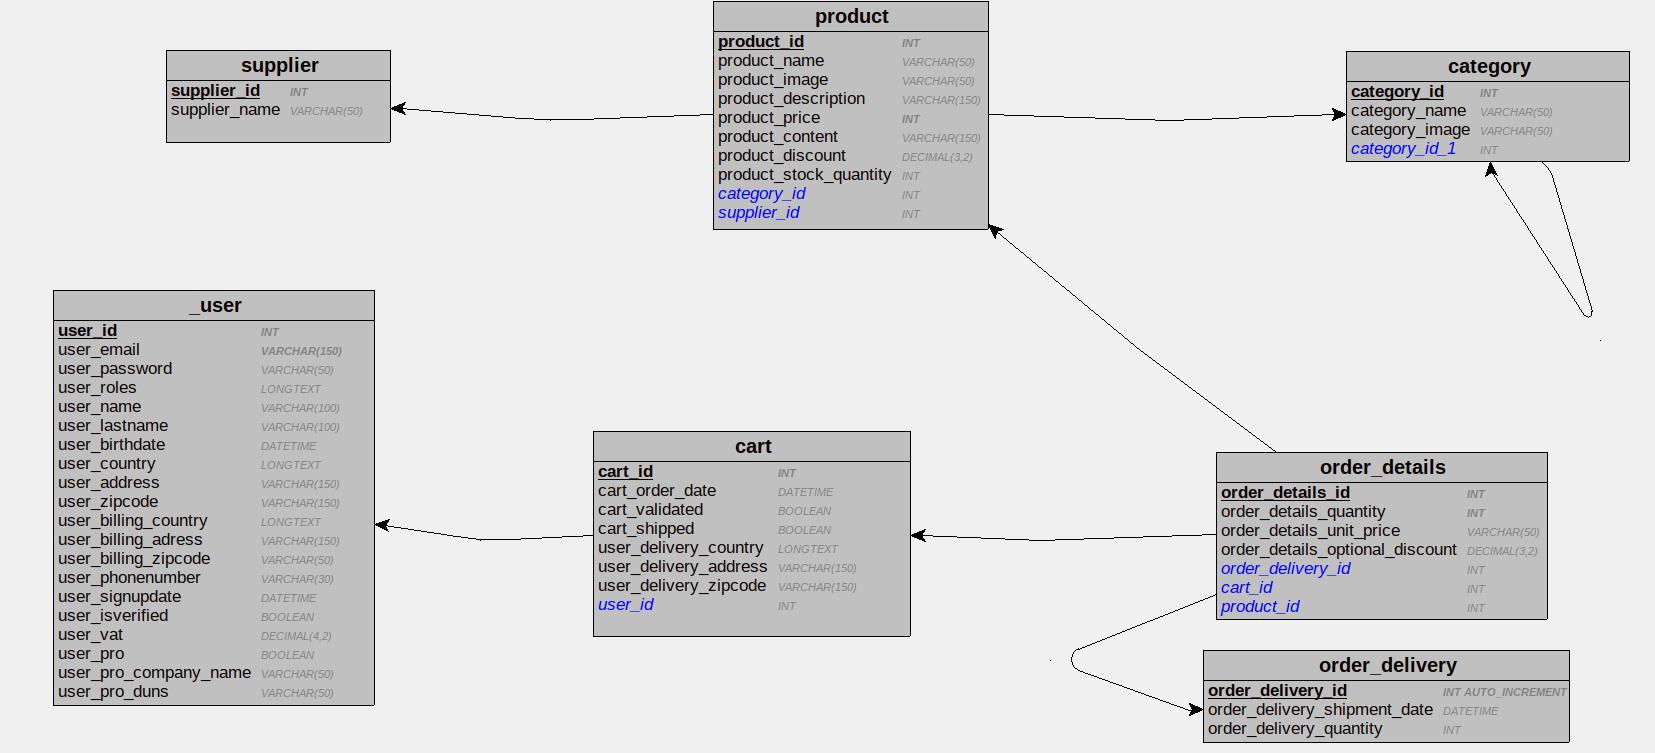 product
product_id INT
product_name VARCHAR(50)
product_image VARCHAR(50)
product_description VARCHAR(150)
product_price INT
product_content VARCHAR(150)
product_discount DECIMAL(3,2)
product_stock_quantity INT
category_id INT
supplier_id INT
supplier
supplier_id INT
supplier_name VARCHAR(50)
category
category_id INT
category_name VARCHAR(50)
category_image VARCHAR(50)
category_id_1 INT
_user
user_id INT
user_email VARCHAR(150)
user_password VARCHAR(50)
user_roles LONGTEXT
user_name VARCHAR(100)
user_lastname VARCHAR(100)
user_birthdate DATETIME
user_country LONGTEXT
user_address VARCHAR(150)
user_zipcode VARCHAR(150)
user_billing_country LONGTEXT
user_billing_adress VARCHAR(150)
user_billing_zipcode VARCHAR(50)
user_phonenumber VARCHAR(30)
user_signupdate DATETIME
user_isverified BOOLEAN
user_vat DECIMAL(4,2)
user_pro BOOLEAN
user_pro_company_name VARCHAR(50)
user_pro_duns VARCHAR(50)
cart
cart_id INT
cart_order_date DATETIME
cart_validated BOOLEAN
cart_shipped BOOLEAN
user_delivery_country LONGTEXT
user_delivery_address VARCHAR(150)
user_delivery_zipcode VARCHAR(150)
user_id INT
order_details
order_details_id INT
order_details_quantity INT
order_details_unit_price VARCHAR(50)
order_details_optional_discount DECIMAL(3,2)
order_delivery_id INT
cart_id INT
product_id INT
order_delivery
order_delivery_id INT AUTO_INCREMENT
order_delivery_shipment_date DATETIME
order_delivery_quantity INT